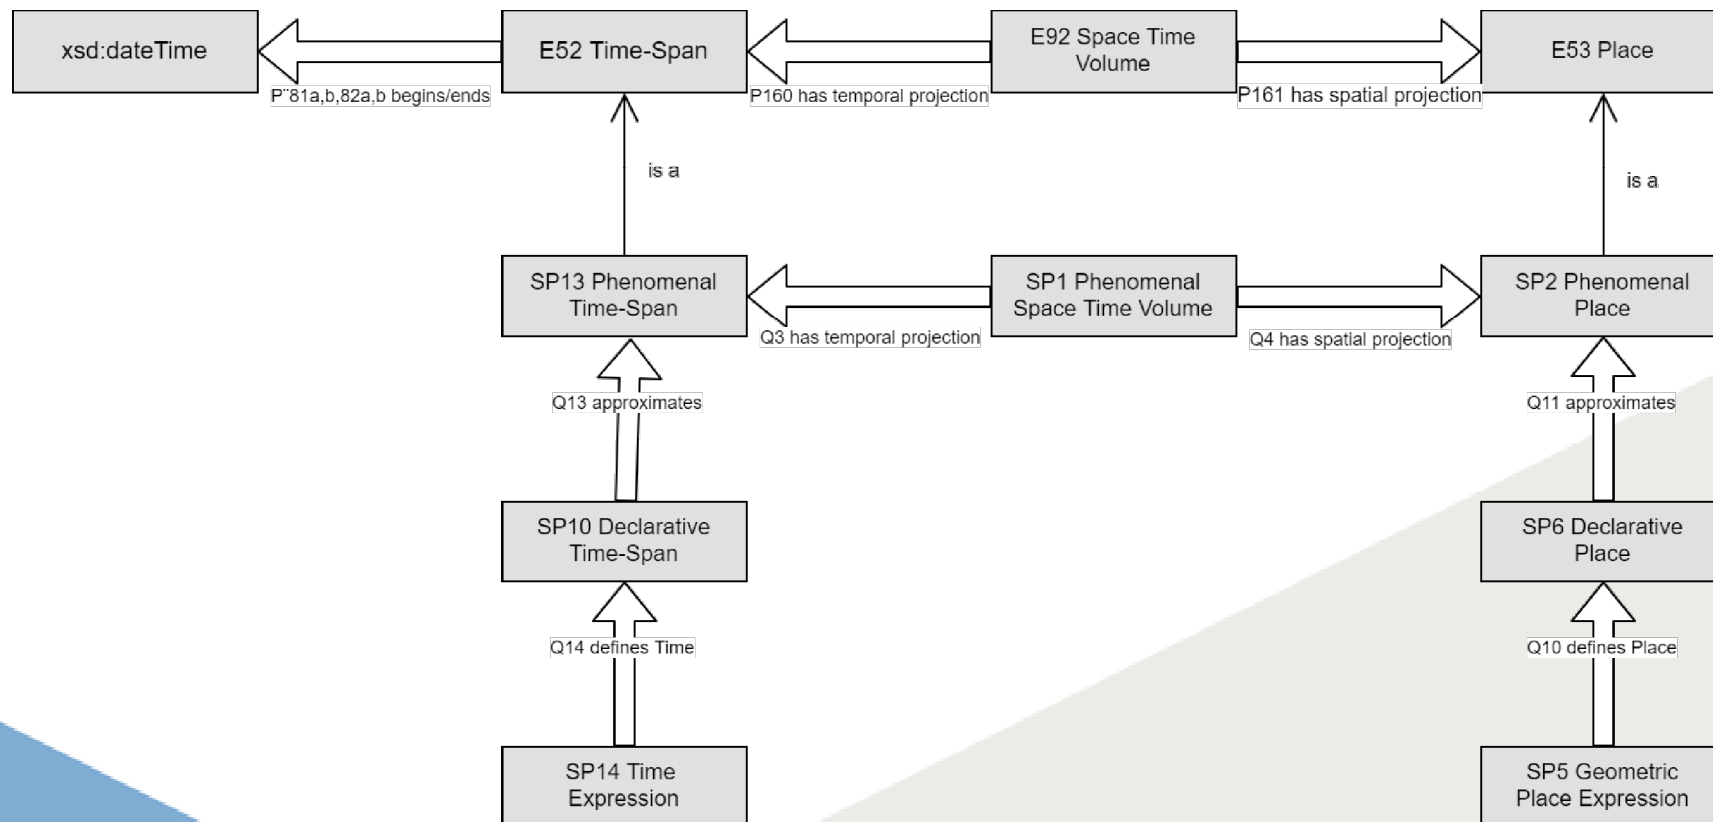 xsd:dateTime
E52 Time-Span
E92 Space Time
Volume
E53 Place
P¨81a,b,82a,b begins/ends
P160 has temporal projection
P161 has spatial projection
is a
is a
SP13 Phenomenal
Time-Span
SP1 Phenomenal
Space Time Volume
SP2 Phenomenal
Place
Q3 has temporal projection
Q4 has spatial projection
Q13 approximates
Q11 approximates
SP10 Declarative
Time-Span
SP6 Declarative
Place
Q14 defines Time
Q10 defines Place
SP14 Time
Expression
SP5 Geometric
Place Expression